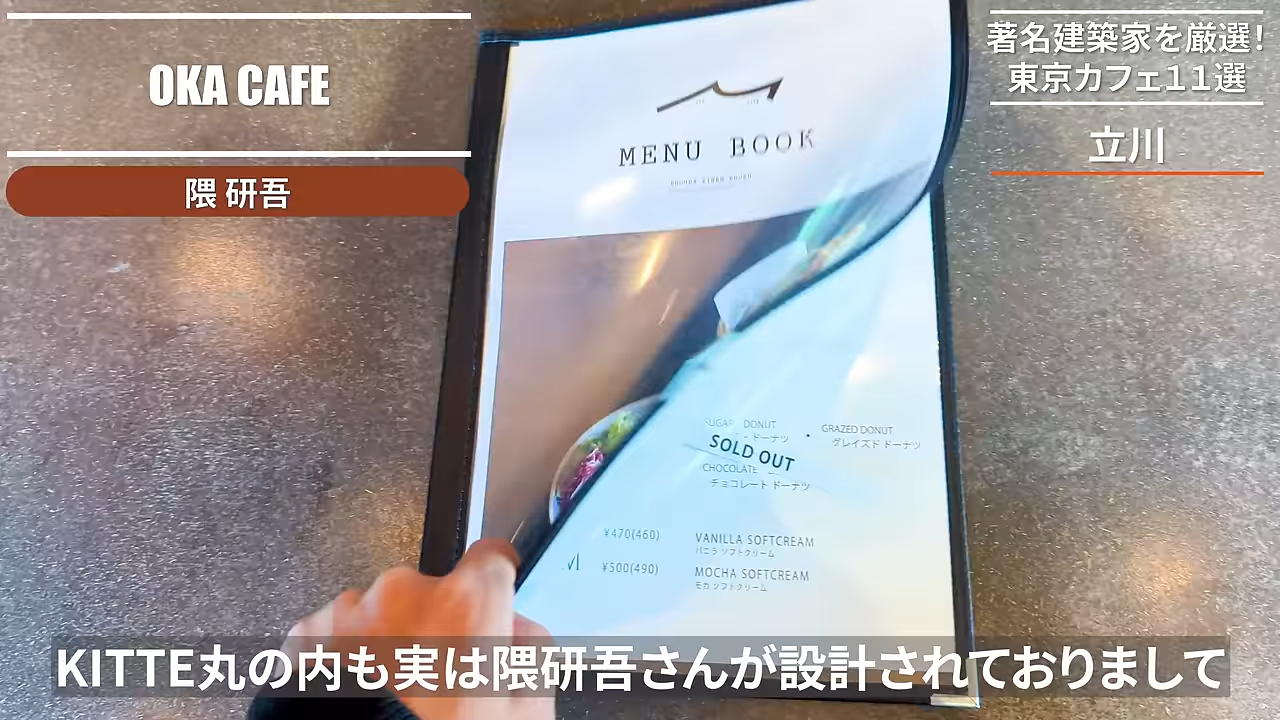 OKA CAFE
隈 研吾
著名建築家を厳選！
東京カフェ11選
立川
MENU BOOK
SUGAR DONUT
ドーナツ
GRAZED DONUT
グレイズド ドーナツ
SOLD OUT
CHOCOLATE
チョコレート ドーナツ
¥470(460)
VANILLA SOFTCREAM
バニラ ソフトクリーム
¥500(490)
MOCHA SOFTCREAM
モカ ソフトクリーム
KITTE丸の内も実は隈研吾さんが設計されておりまして